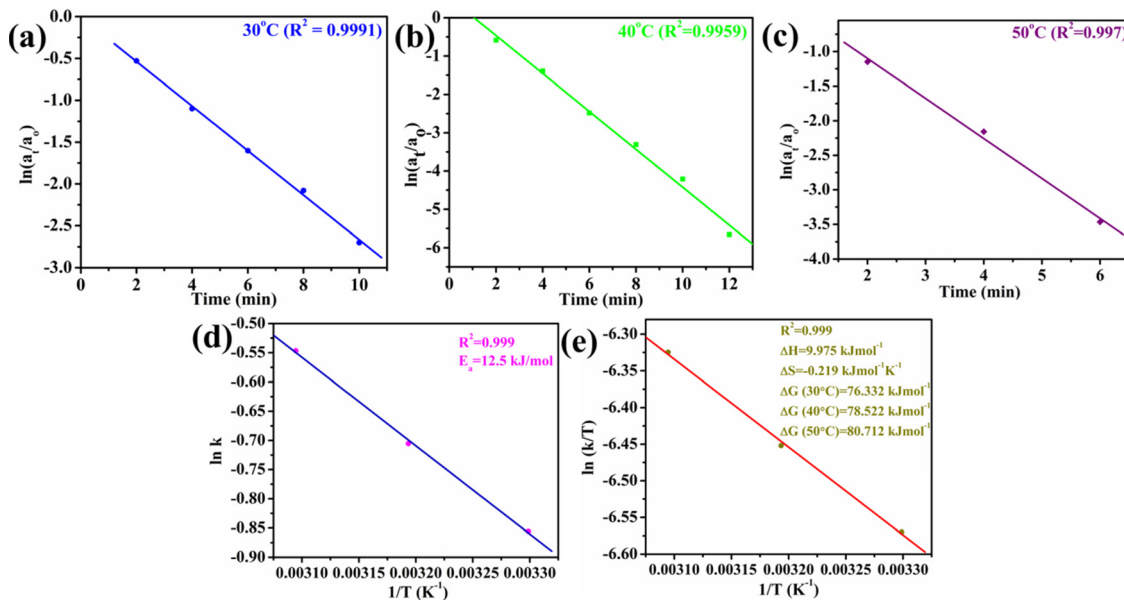 (a)
30°C (R² = 0.9991)
0.0
-0.5
-1.0
-1.5
-2.0
-2.5
-3.0
ln(aₜ/aₒ)
0 2 4 6 8 10
Time (min)
(b)
40°C (R²=0.9959)
ln
0
-1
-2
-3
-4
-5
-6
ln(aₜ/a₀)
0 2 4 6 8 10 12
Time (min)
(c)
50°C (R²=0.997)
-1.0
-1.5
-2.0
-2.5
-3.0
-3.5
-4.0
ln(aₜ/aₒ)
2 3 4 5 6
Time (min)
(d)
R²=0.999
Eₐ=12.5 kJ/mol
-0.50
-0.55
-0.60
-0.65
-0.70
-0.75
-0.80
-0.85
-0.90
ln k
0.00310 0.00315 0.00320 0.00325 0.00330
1/T (K⁻¹)
(e)
R²=0.999
ΔH=9.975 kJmol⁻¹
ΔS=-0.219 kJmol⁻¹K⁻¹
ΔG (30°C)=76.332 kJmol⁻¹
ΔG (40°C)=78.522 kJmol⁻¹
ΔG (50°C)=80.712 kJmol⁻¹
-6.30
-6.35
-6.40
-6.45
-6.50
-6.55
-6.60
ln (k/T)
0.00310 0.00315 0.00320 0.00325 0.00330
1/T (K⁻¹)